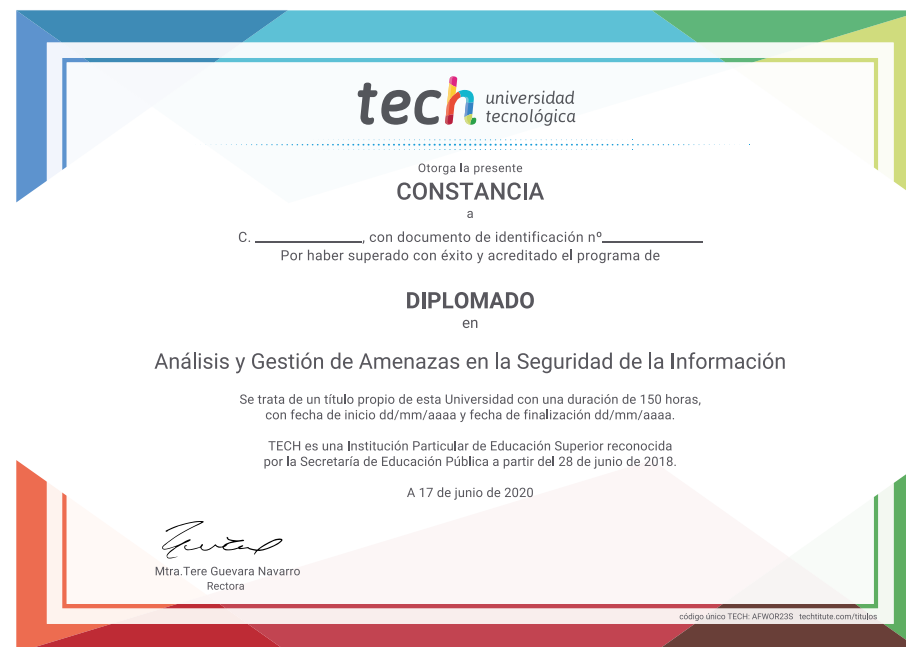 tech universidad
tecnológica
Otorga la presente
CONSTANCIA
a
C. ____________, con documento de identificación nº____________
Por haber superado con éxito y acreditado el programa de
DIPLOMADO
en
Análisis y Gestión de Amenazas en la Seguridad de la Información
Se trata de un título propio de esta Universidad con una duración de 150 horas,
con fecha de inicio dd/mm/aaaa y fecha de finalización dd/mm/aaaa.
TECH es una Institución Particular de Educación Superior reconocida
por la Secretaría de Educación Pública a partir del 28 de junio de 2018.
A 17 de junio de 2020
Mtra.Tere Guevara Navarro
Rectora
código único TECH: AFWOR23S techtitute.com/titulos